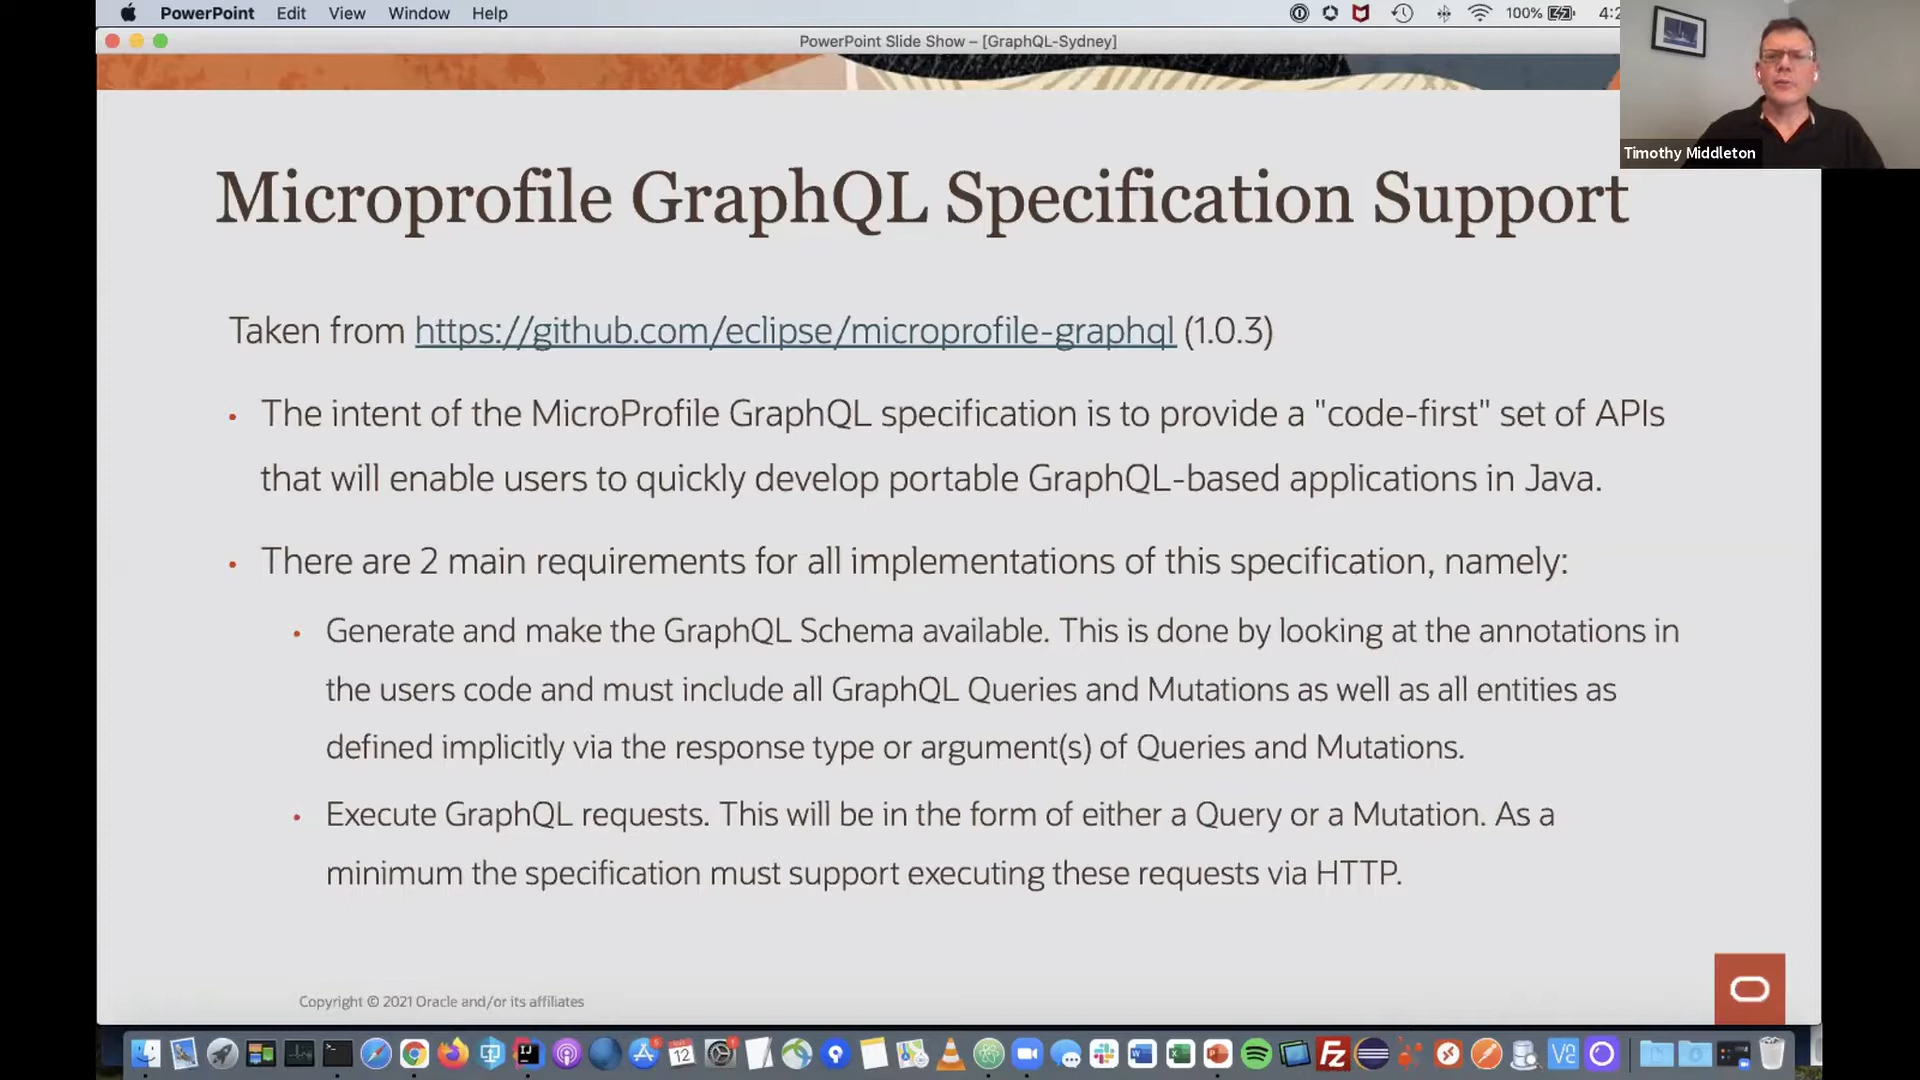 PowerPoint Edit View Window Help
100%
PowerPoint Slide Show – [GraphQL-Sydney]
Timothy Middleton
Microprofile GraphQL Specification Support
Taken from https://github.com/eclipse/microprofile-graphql (1.0.3)
• The intent of the MicroProfile GraphQL specification is to provide a "code-first" set of APIs
that will enable users to quickly develop portable GraphQL-based applications in Java.
• There are 2 main requirements for all implementations of this specification, namely:
• Generate and make the GraphQL Schema available. This is done by looking at the annotations in
the users code and must include all GraphQL Queries and Mutations as well as all entities as
defined implicitly via the response type or argument(s) of Queries and Mutations.
• Execute GraphQL requests. This will be in the form of either a Query or a Mutation. As a
minimum the specification must support executing these requests via HTTP.
Copyright © 2021 Oracle and/or its affiliates
12